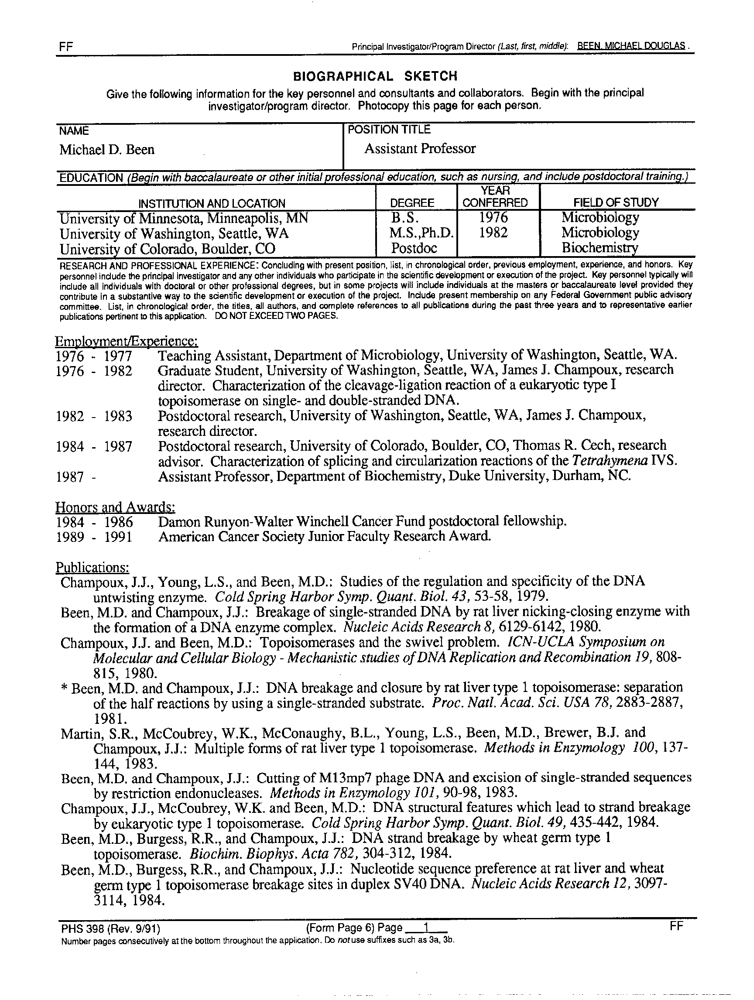 FF Principal Investigator/Program Director (Last, first, middle): BEEN, MICHAEL DOUGLAS .
BIOGRAPHICAL SKETCH
Give the following information for the key personnel and consultants and collaborators. Begin with the principal
investigator/program director. Photocopy this page for each person.
NAME POSITION TITLE
Michael D. Been Assistant Professor
EDUCATION (Begin with baccalaureate or other initial professional education, such as nursing, and include postdoctoral training.)
INSTITUTION AND LOCATION DEGREE YEAR CONFERRED FIELD OF STUDY
University of Minnesota, Minneapolis, MN B.S. 1976 Microbiology
University of Washington, Seattle, WA M.S.,Ph.D. 1982 Microbiology
University of Colorado, Boulder, CO Postdoc Biochemistry
RESEARCH AND PROFESSIONAL EXPERIENCE: Concluding with present position, list, in chronological order, previous employment, experience, and honors. Key
personnel include the principal investigator and any other individuals who participate in the scientific development or execution of the project. Key personnel typically will
include all individuals with doctoral or other professional degrees, but in some projects will include individuals at the masters or baccalaureate level provided they
contribute in a substantive way to the scientific development or execution of the project. Include present membership on any Federal Government public advisory
committee. List, in chronological order, the titles, all authors, and complete references to all publications during the past three years and to representative earlier
publications pertinent to this application. DO NOT EXCEED TWO PAGES.
Employment/Experience:
1976 - 1977 Teaching Assistant, Department of Microbiology, University of Washington, Seattle, WA.
1976 - 1982 Graduate Student, University of Washington, Seattle, WA, James J. Champoux, research
director. Characterization of the cleavage-ligation reaction of a eukaryotic type I
topoisomerase on single- and double-stranded DNA.
1982 - 1983 Postdoctoral research, University of Washington, Seattle, WA, James J. Champoux,
research director.
1984 - 1987 Postdoctoral research, University of Colorado, Boulder, CO, Thomas R. Cech, research
advisor. Characterization of splicing and circularization reactions of the Tetrahymena IVS.
1987 - Assistant Professor, Department of Biochemistry, Duke University, Durham, NC.
Honors and Awards:
1984 - 1986 Damon Runyon-Walter Winchell Cancer Fund postdoctoral fellowship.
1989 - 1991 American Cancer Society Junior Faculty Research Award.
Publications:
Champoux, J.J., Young, L.S., and Been, M.D.: Studies of the regulation and specificity of the DNA
untwisting enzyme. Cold Spring Harbor Symp. Quant. Biol. 43, 53-58, 1979.
Been, M.D. and Champoux, J.J.: Breakage of single-stranded DNA by rat liver nicking-closing enzyme with
the formation of a DNA enzyme complex. Nucleic Acids Research 8, 6129-6142, 1980.
Champoux, J.J. and Been, M.D.: Topoisomerases and the swivel problem. ICN-UCLA Symposium on
Molecular and Cellular Biology - Mechanistic studies of DNA Replication and Recombination 19, 808-
815, 1980.
* Been, M.D. and Champoux, J.J.: DNA breakage and closure by rat liver type 1 topoisomerase: separation
of the half reactions by using a single-stranded substrate. Proc. Natl. Acad. Sci. USA 78, 2883-2887,
1981.
Martin, S.R., McCoubrey, W.K., McConaughy, B.L., Young, L.S., Been, M.D., Brewer, B.J. and
Champoux, J.J.: Multiple forms of rat liver type 1 topoisomerase. Methods in Enzymology 100, 137-
144, 1983.
Been, M.D. and Champoux, J.J.: Cutting of M13mp7 phage DNA and excision of single-stranded sequences
by restriction endonucleases. Methods in Enzymology 101, 90-98, 1983.
Champoux, J.J., McCoubrey, W.K. and Been, M.D.: DNA structural features which lead to strand breakage
by eukaryotic type 1 topoisomerase. Cold Spring Harbor Symp. Quant. Biol. 49, 435-442, 1984.
Been, M.D., Burgess, R.R., and Champoux, J.J.: DNA strand breakage by wheat germ type 1
topoisomerase. Biochim. Biophys. Acta 782, 304-312, 1984.
Been, M.D., Burgess, R.R., and Champoux, J.J.: Nucleotide sequence preference at rat liver and wheat
germ type 1 topoisomerase breakage sites in duplex SV40 DNA. Nucleic Acids Research 12, 3097-
3114, 1984.
PHS 398 (Rev. 9/91) (Form Page 6) Page 1 FF
Number pages consecutively at the bottom throughout the application. Do not use suffixes such as 3a, 3b.